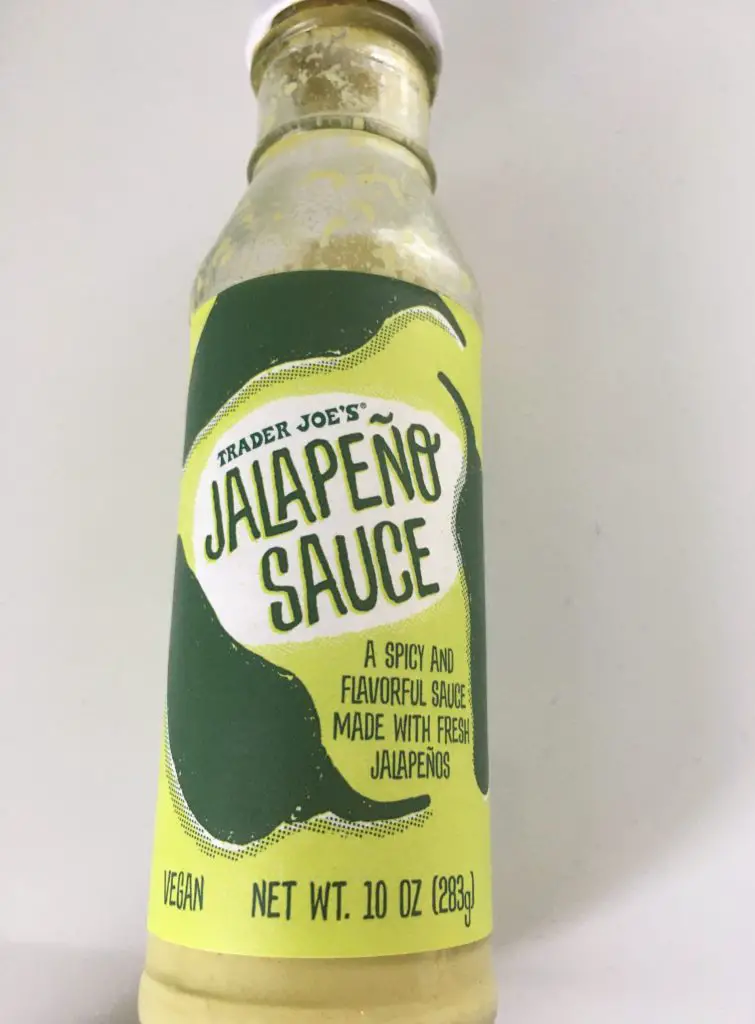 TRADER JOE'S®
JALAPEÑO
SAUCE
A SPICY AND
FLAVORFUL SAUCE
MADE WITH FRESH
JALAPEÑOS
VEGAN NET WT. 10 OZ (283g)